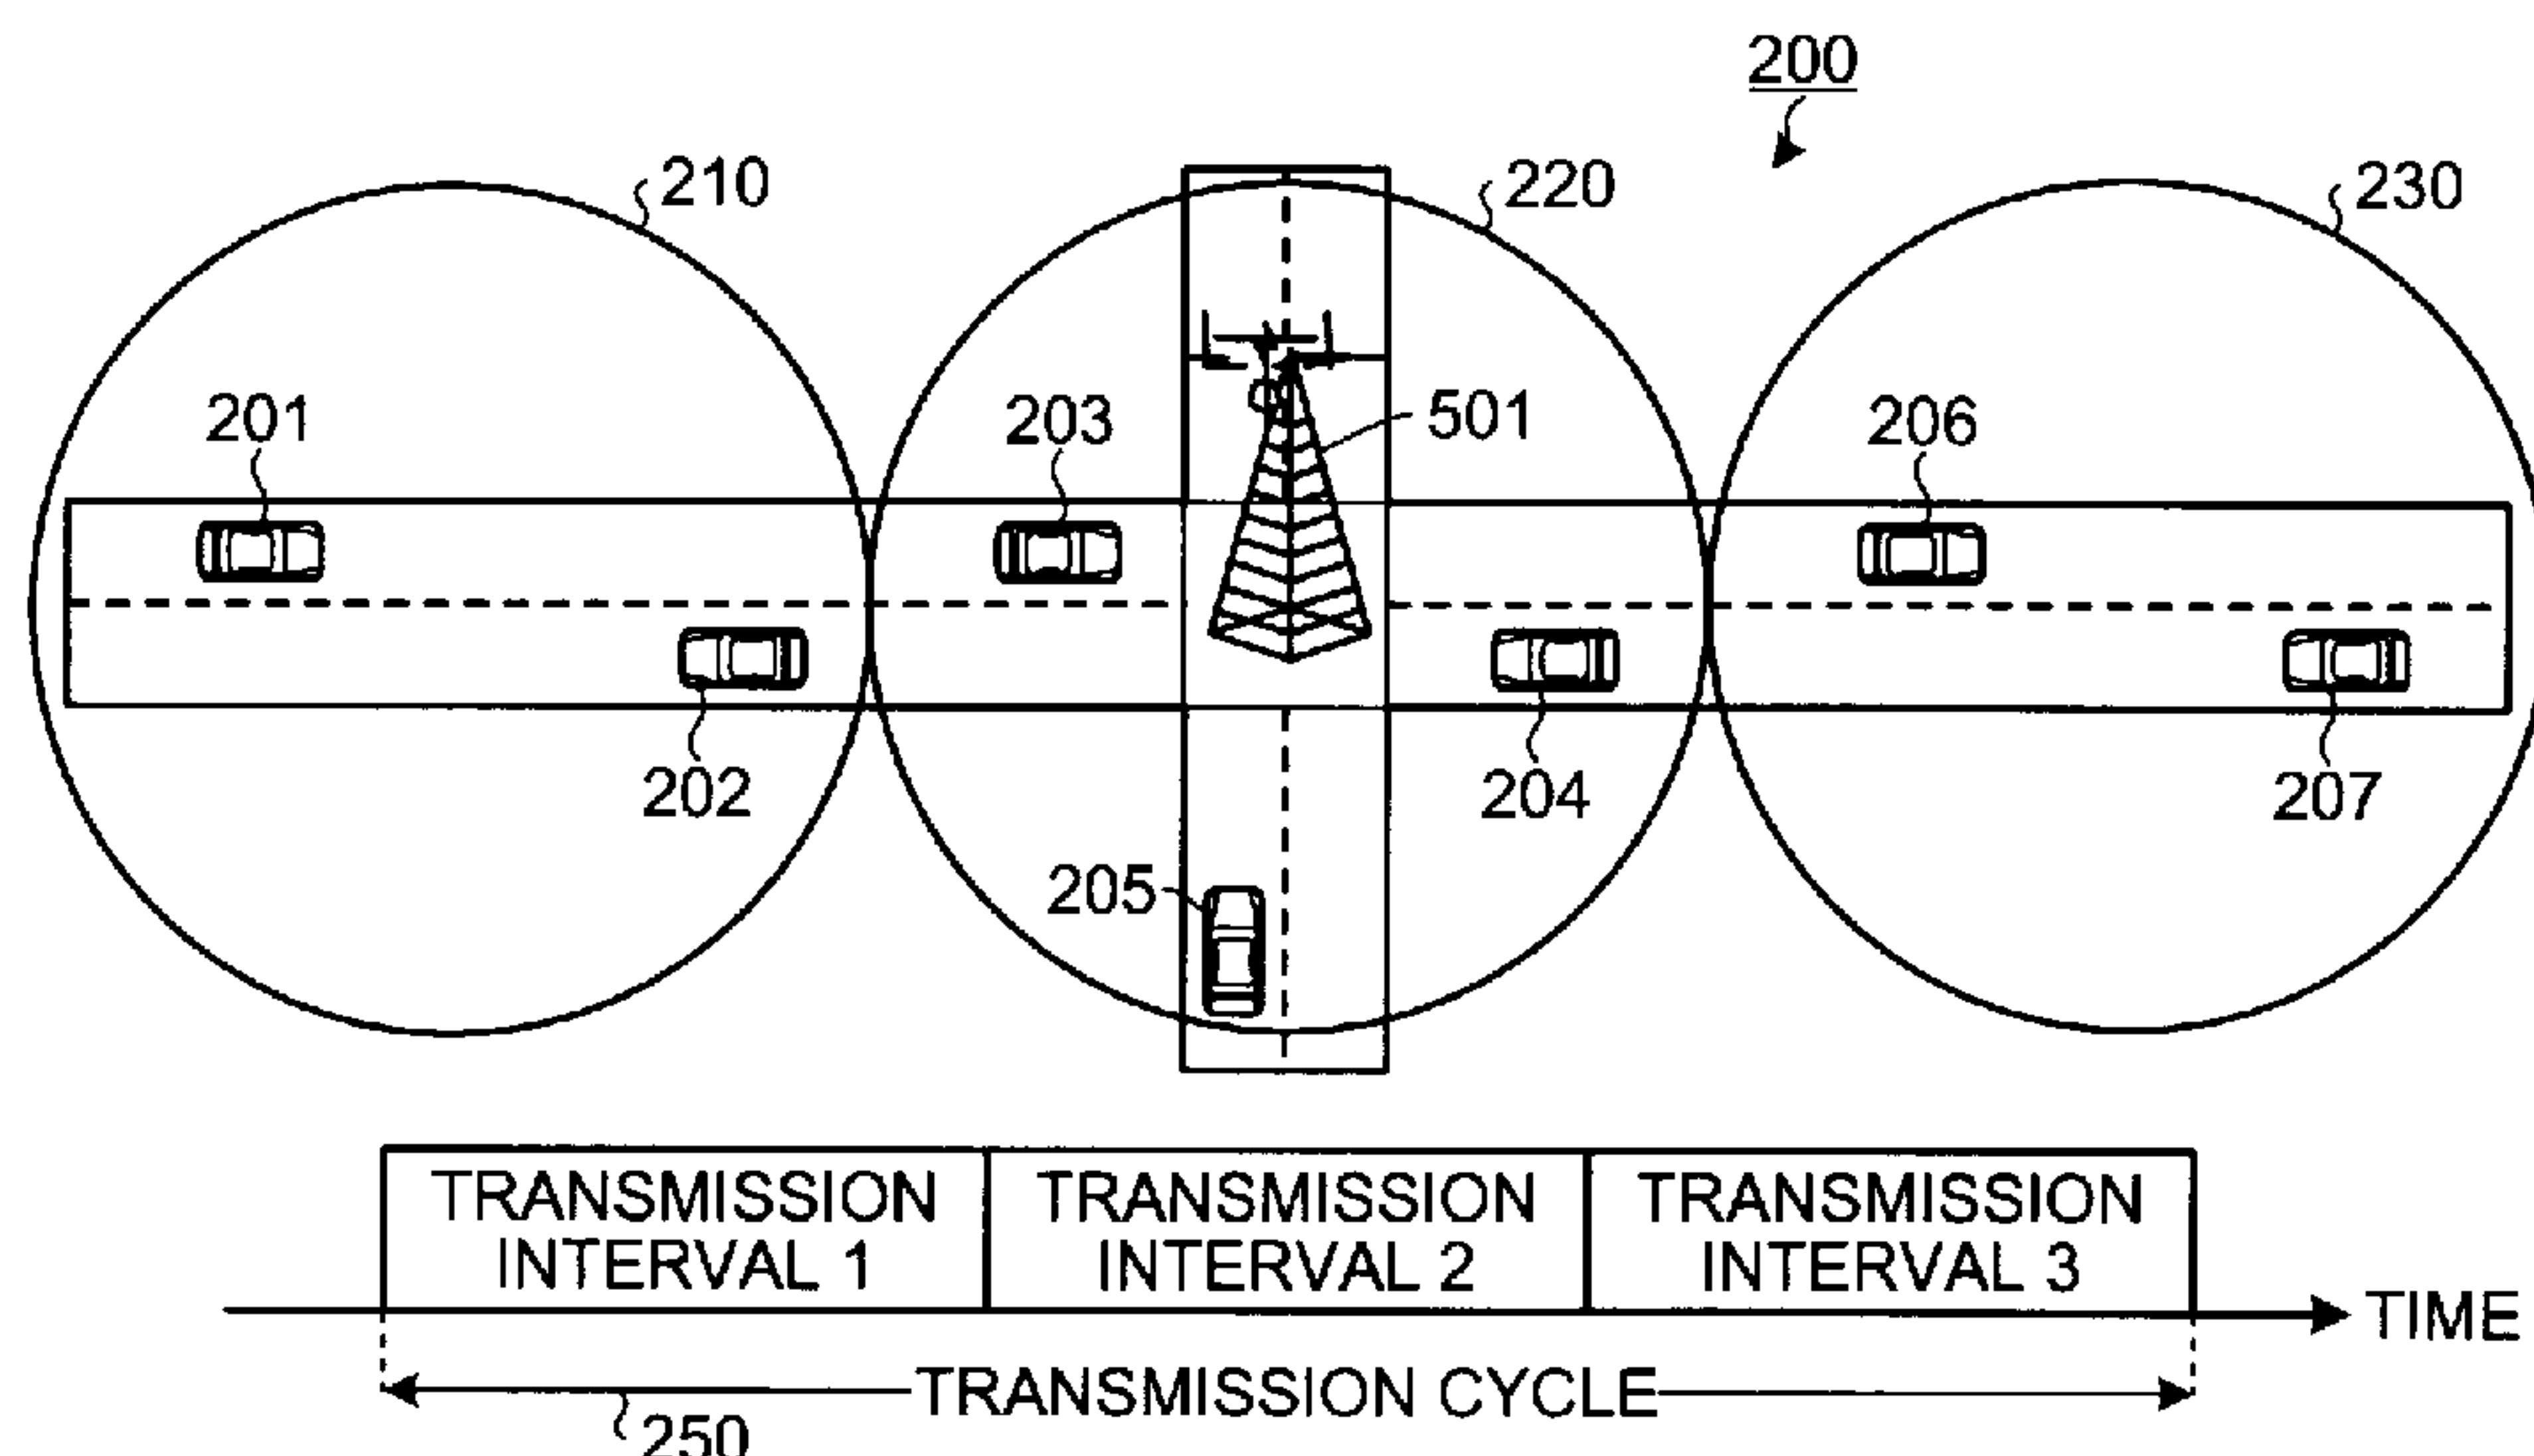 200
210
220
230
201
203
501
206
202
204
207
205
TRANSMISSION INTERVAL 1
TRANSMISSION INTERVAL 2
TRANSMISSION INTERVAL 3
TIME
TRANSMISSION CYCLE
250